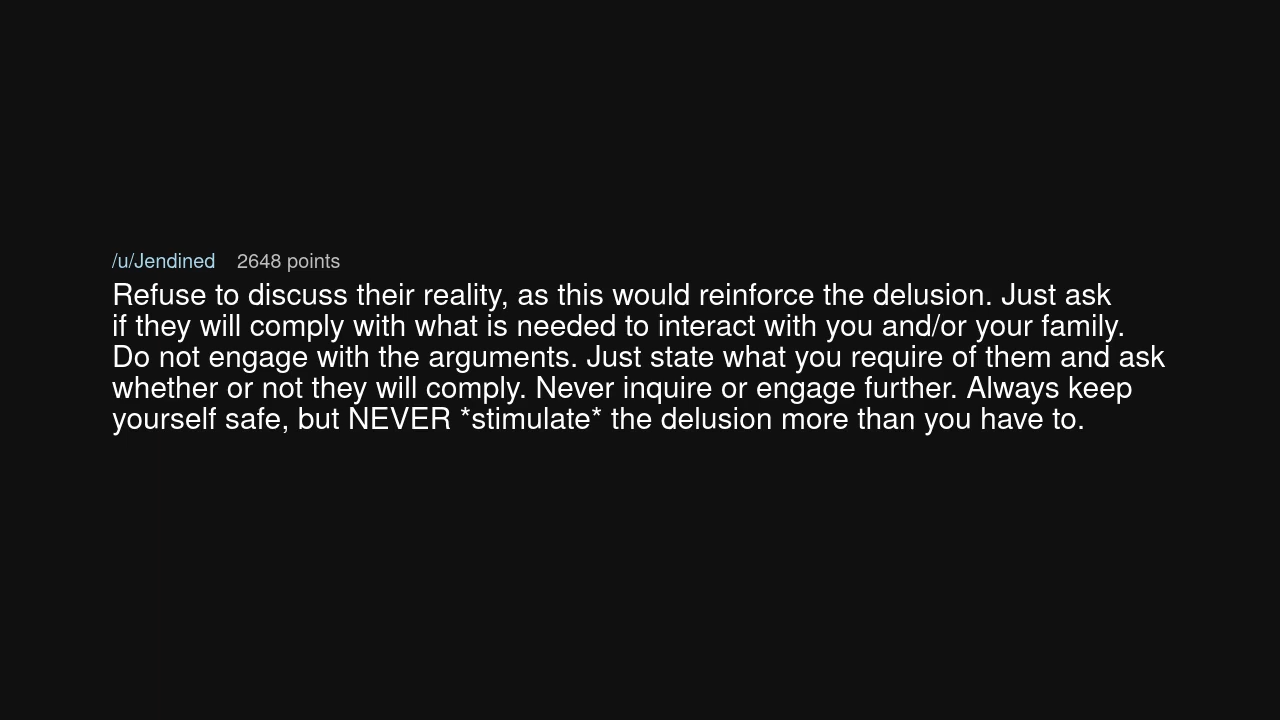 /u/Jendined 2648 points
Refuse to discuss their reality, as this would reinforce the delusion. Just ask
if they will comply with what is needed to interact with you and/or your family.
Do not engage with the arguments. Just state what you require of them and ask
whether or not they will comply. Never inquire or engage further. Always keep
yourself safe, but NEVER *stimulate* the delusion more than you have to.